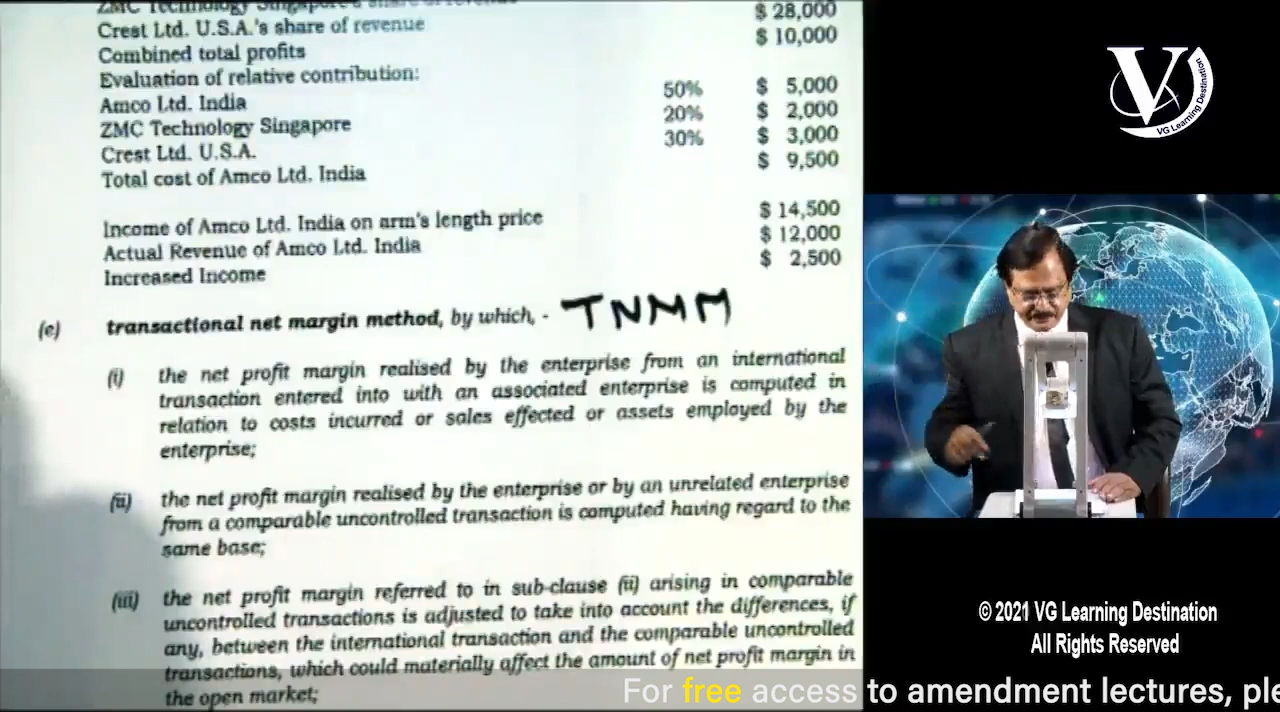 ZMC Technology Singapore's share of revenue
Crest Ltd. U.S.A.'s share of revenue $ 28,000
Combined total profits $ 10,000
Evaluation of relative contribution:
Amco Ltd. India 50% $ 5,000
ZMC Technology Singapore 20% $ 2,000
Crest Ltd. U.S.A. 30% $ 3,000
Total cost of Amco Ltd. India $ 9,500
Income of Amco Ltd. India on arm's length price $ 14,500
Actual Revenue of Amco Ltd. India $ 12,000
Increased Income $ 2,500
(e) transactional net margin method, by which, - TNMM
(i) the net profit margin realised by the enterprise from an international
transaction entered into with an associated enterprise is computed in
relation to costs incurred or sales effected or assets employed by the
enterprise;
(ii) the net profit margin realised by the enterprise or by an unrelated enterprise
from a comparable uncontrolled transaction is computed having regard to the
same base;
(iii) the net profit margin referred to in sub-clause (ii) arising in comparable
uncontrolled transactions is adjusted to take into account the differences, if
any, between the international transaction and the comparable uncontrolled
transactions, which could materially affect the amount of net profit margin in
the open market;
V
VG Learning Destination
© 2021 VG Learning Destination
All Rights Reserved
For free access to amendment lectures, ple